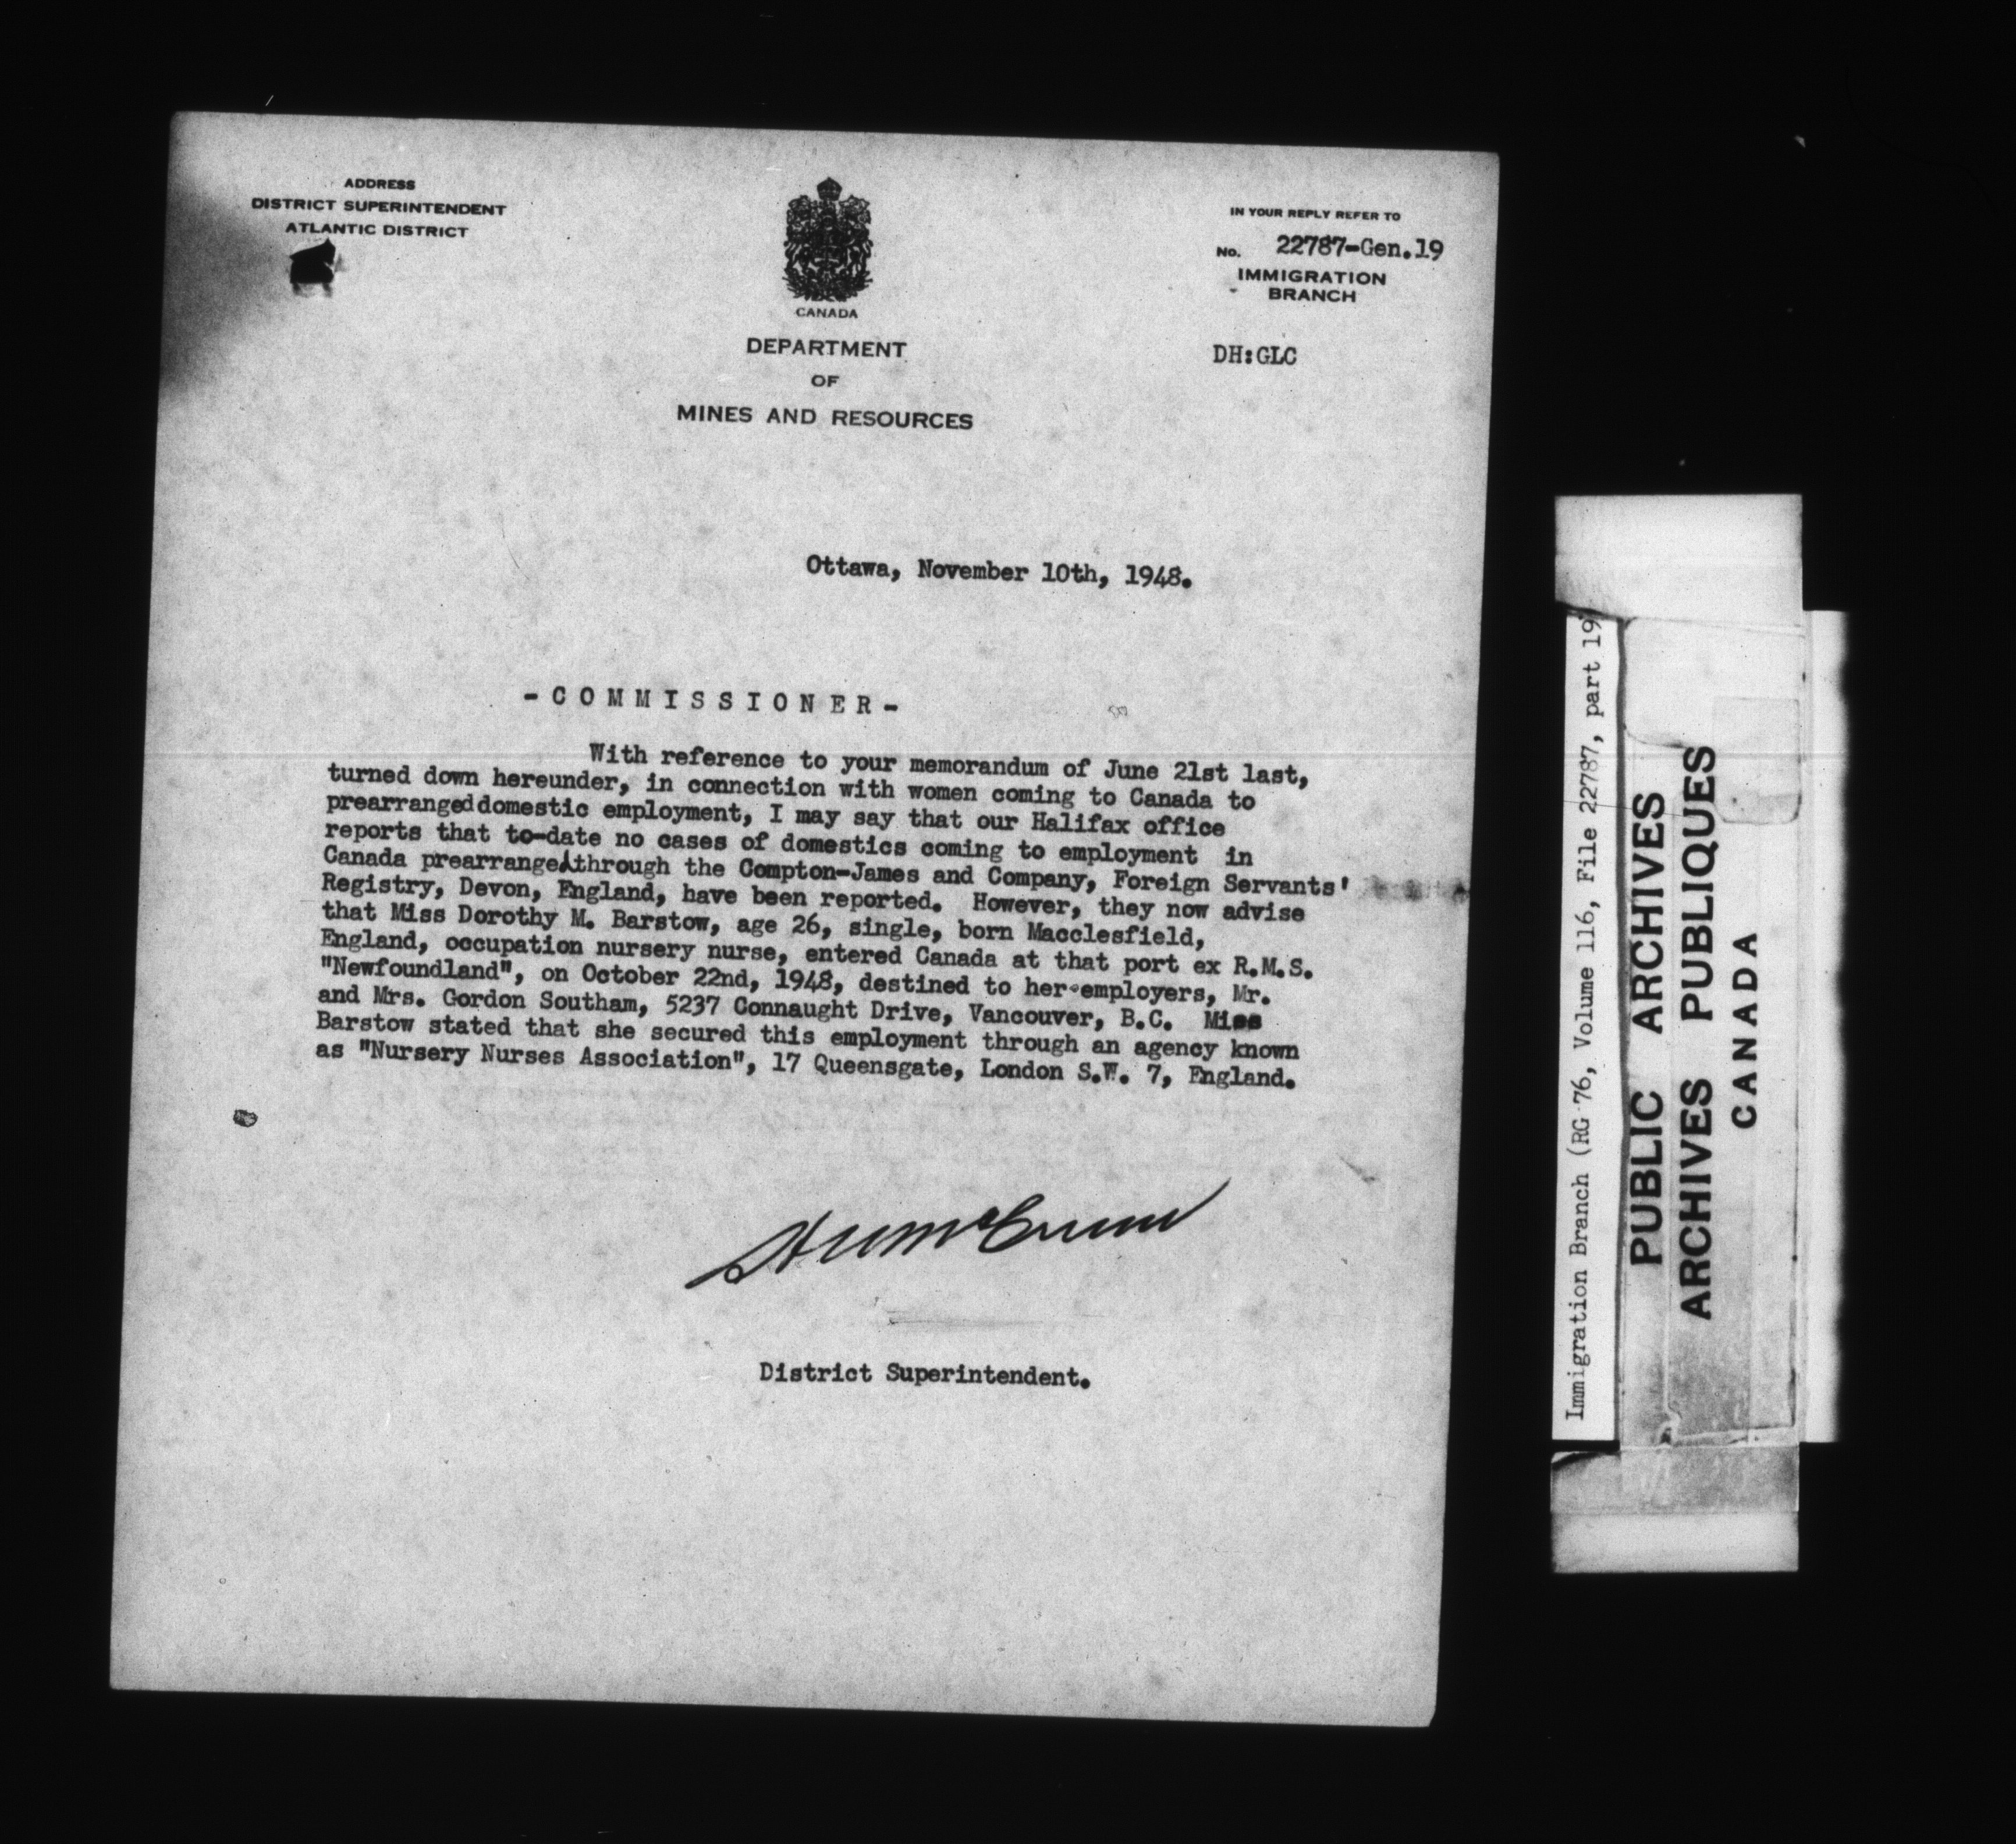 ADDRESS
DISTRICT SUPERINTENDENT
ATLANTIC DISTRICT
CANADA
DEPARTMENT
OF
MINES AND RESOURCES
IN YOUR REPLY REFER TO
No. 22787-Gen.19
IMMIGRATION
BRANCH
DH:GLC
Ottawa, November 10th, 1948.
-COMMISSIONER-
With reference to your memorandum of June 21st last,
turned down hereunder, in connection with women coming to Canada to
prearranged domestic employment, I may say that our Halifax office
reports that to-date no cases of domestics coming to employment in
Canada prearranged through the Compton-James and Company, Foreign Servants'
Registry, Devon, England, have been reported. However, they now advise
that Miss Dorothy M. Barstow, age 26, single, born Macclesfield,
England, occupation nursery nurse, entered Canada at that port ex R.M.S.
"Newfoundland", on October 22nd, 1948, destined to her employers, Mr.
and Mrs. Gordon Southam, 5237 Connaught Drive, Vancouver, B.C. Miss
Barstow stated that she secured this employment through an agency known
as "Nursery Nurses Association", 17 Queensgate, London S.W. 7, England.
District Superintendent.
Immigration Branch (RG 76, Volume 116, File 22787, part 19
PUBLIC ARCHIVES
ARCHIVES PUBLIQUES
CANADA